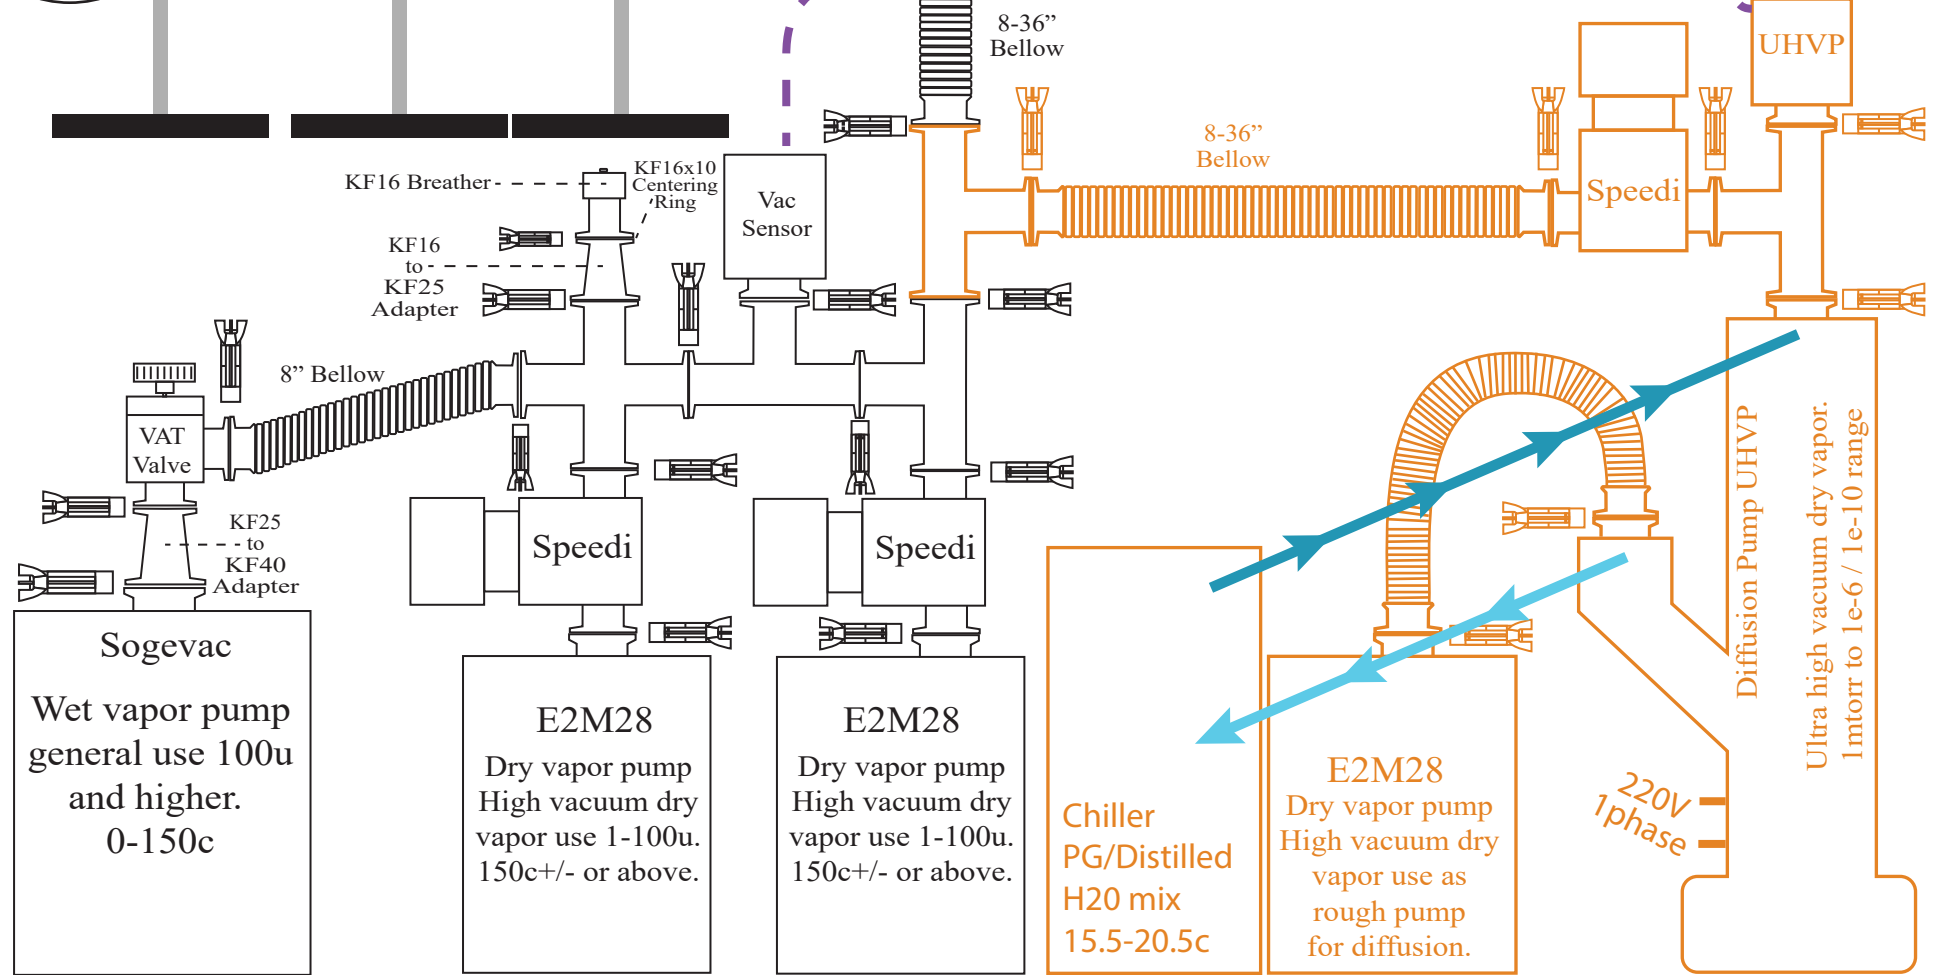 8-36”
Bellow
UHVP
8-36”
Bellow
KF16 Breather
KF16x10
Centering
Ring
Vac
Sensor
Speedi
KF16
to
KF25
Adapter
8” Bellow
VAT
Valve
KF25
to
KF40
Adapter
Speedi
Speedi
Sogevac
Wet vapor pump
general use 100u
and higher.
0-150c
E2M28
Dry vapor pump
High vacuum dry
vapor use 1-100u.
150c+/- or above.
E2M28
Dry vapor pump
High vacuum dry
vapor use 1-100u.
150c+/- or above.
Chiller
PG/Distilled
H20 mix
15.5-20.5c
E2M28
Dry vapor pump
High vacuum dry
vapor use as
rough pump
for diffusion.
Diffusion Pump UHVP
Ultra high vacuum dry vapor.
1mtorr to 1e-6 / 1e-10 range
220V
1phase